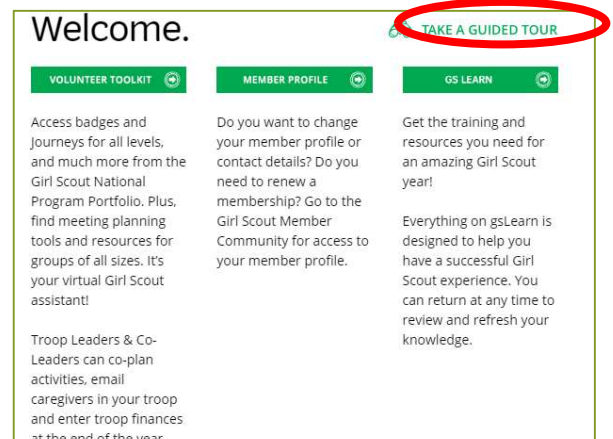 Welcome.
TAKE A GUIDED TOUR
VOLUNTEER TOOLKIT
MEMBER PROFILE
GS LEARN
Access badges and
Journeys for all levels,
and much more from the
Girl Scout National
Program Portfolio. Plus,
find meeting planning
tools and resources for
groups of all sizes. It's
your virtual Girl Scout
assistant!
Troop Leaders & Co-
Leaders can co-plan
activities, email
caregivers in your troop
and enter troop finances
at the end of the year
Do you want to change
your member profile or
contact details? Do you
need to renew a
membership? Go to the
Girl Scout Member
Community for access to
your member profile.
Get the training and
resources you need for
an amazing Girl Scout
year!
Everything on gsLearn is
designed to help you
have a successful Girl
Scout experience. You
can return at any time to
review and refresh your
knowledge.